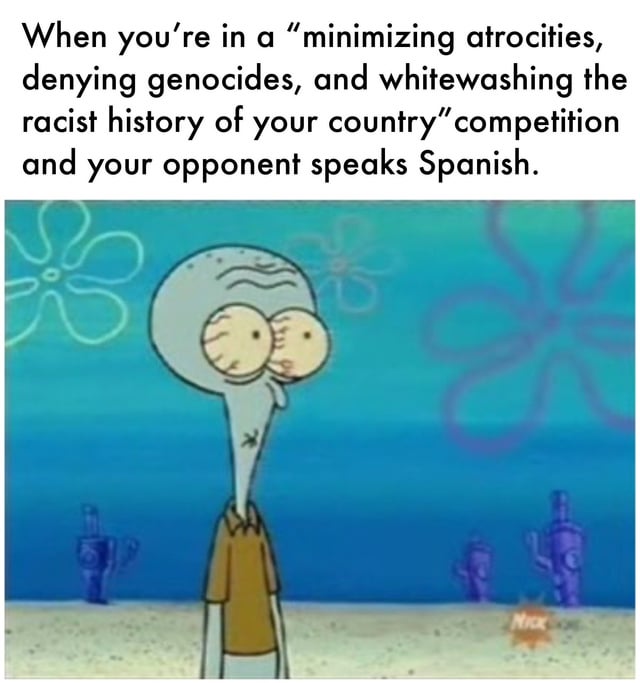 When you’re in a “minimizing atrocities,
denying genocides, and whitewashing the
racist history of your country”competition
and your opponent speaks Spanish.
NICK